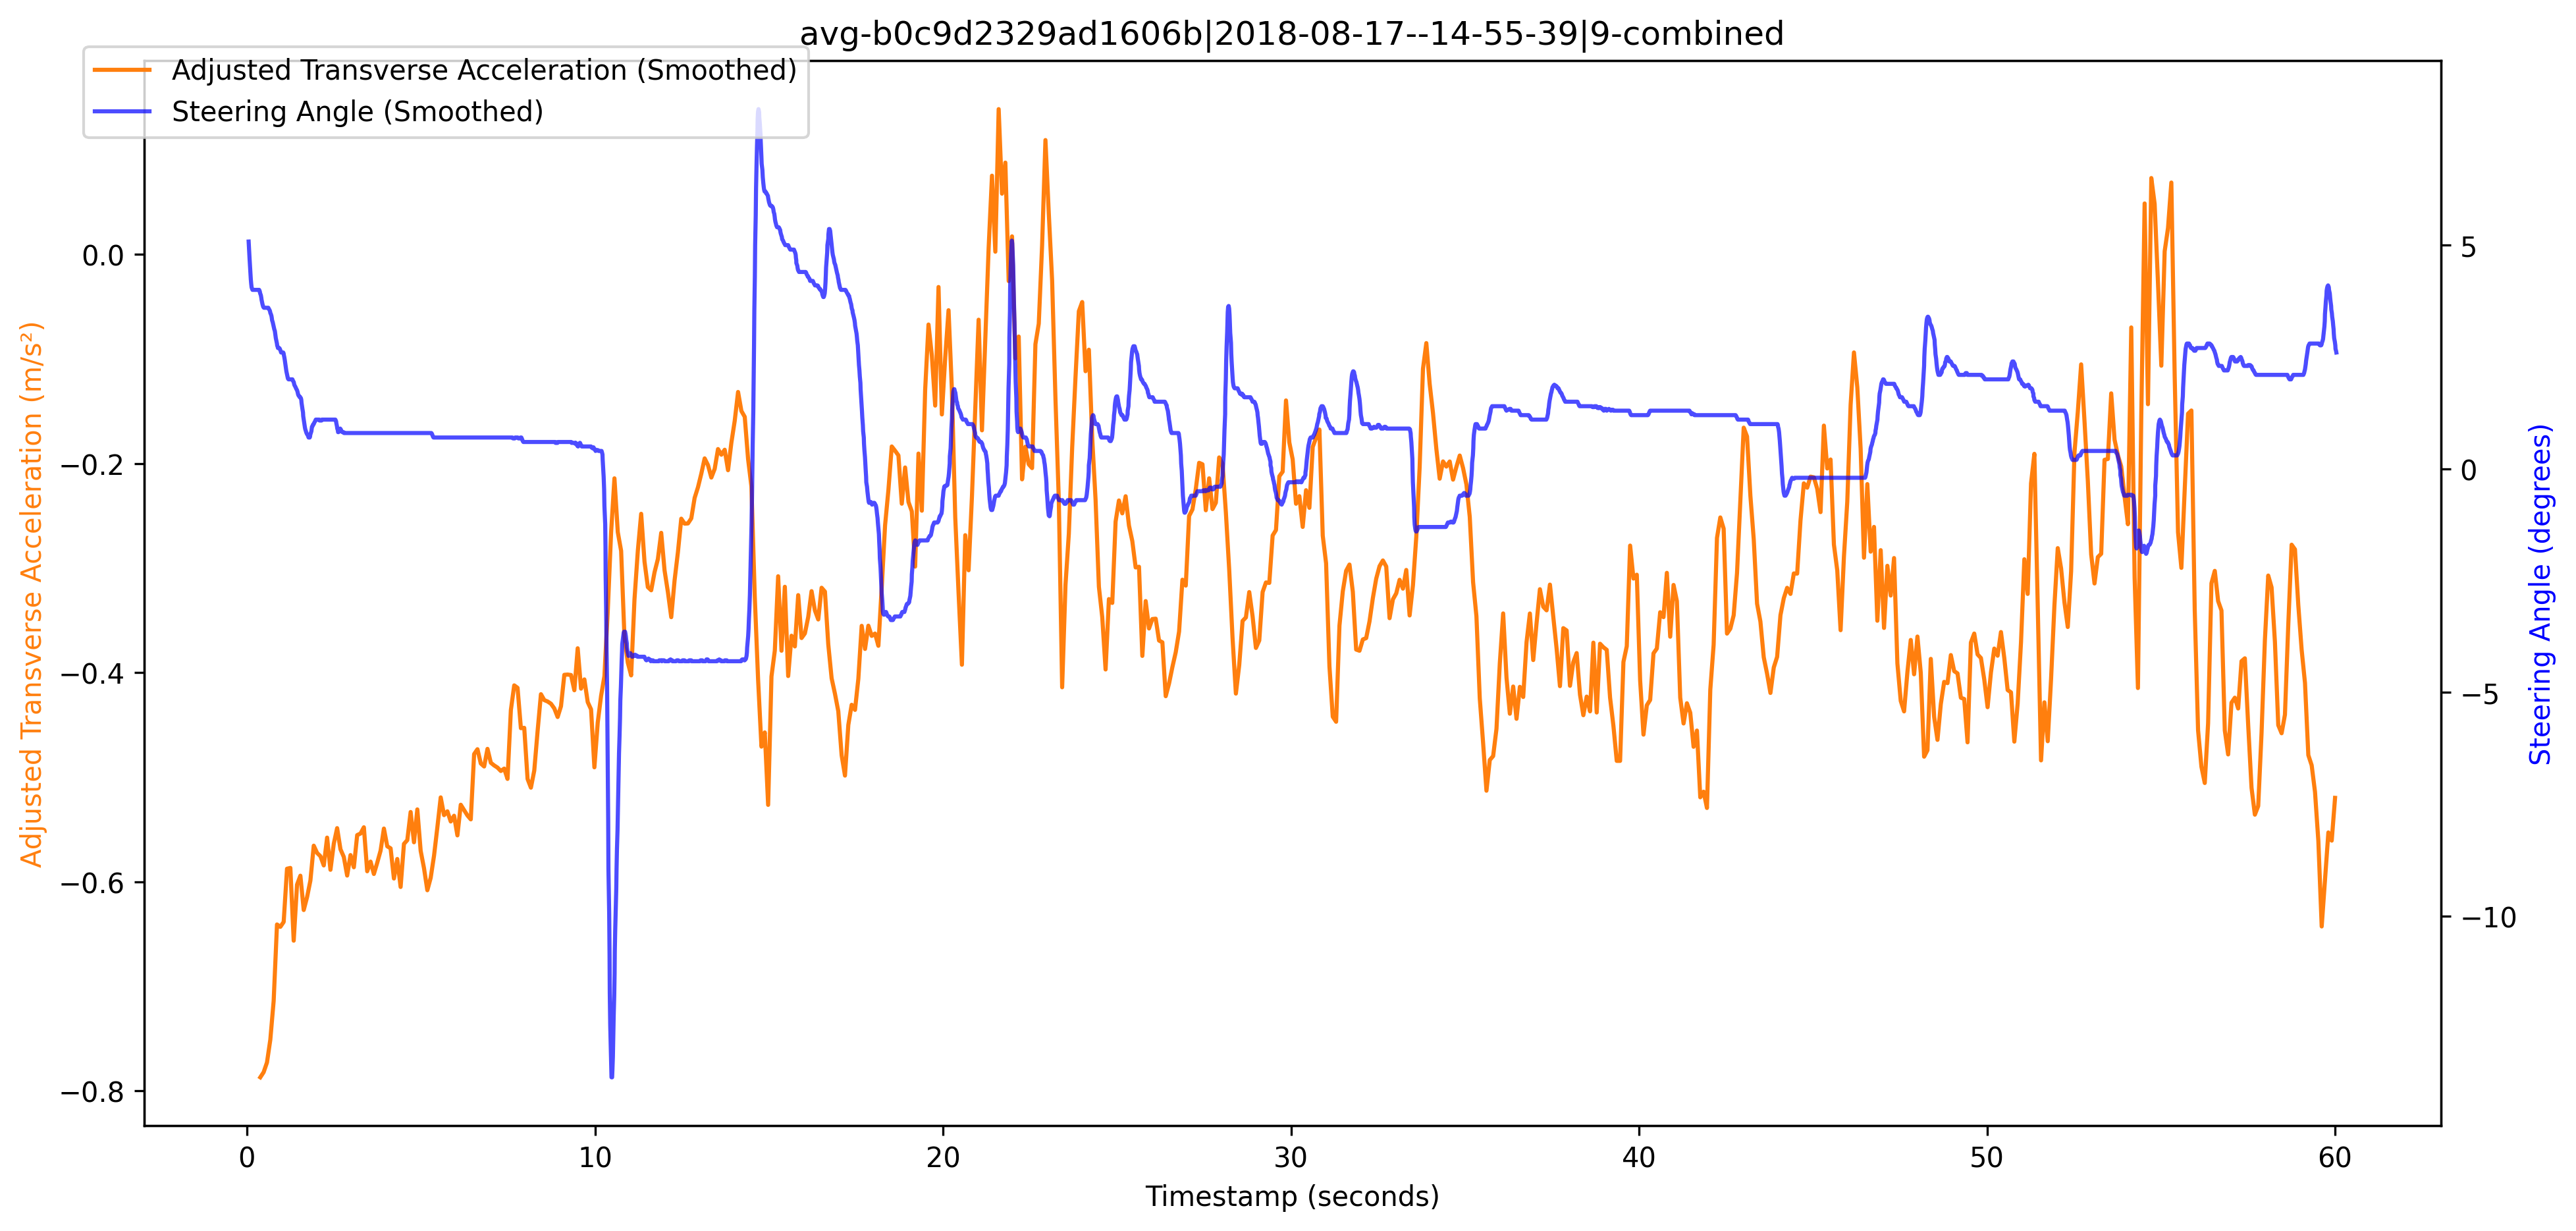 avg-b0c9d2329ad1606b|2018-08-17--14-55-39|9-combined
Adjusted Transverse Acceleration (Smoothed)
Steering Angle (Smoothed)
Adjusted Transverse Acceleration (m/s²)
0.0
−0.2
−0.4
−0.6
−0.8
5
0
−5
−10
Steering Angle (degrees)
0 10 20 30 40 50 60
Timestamp (seconds)